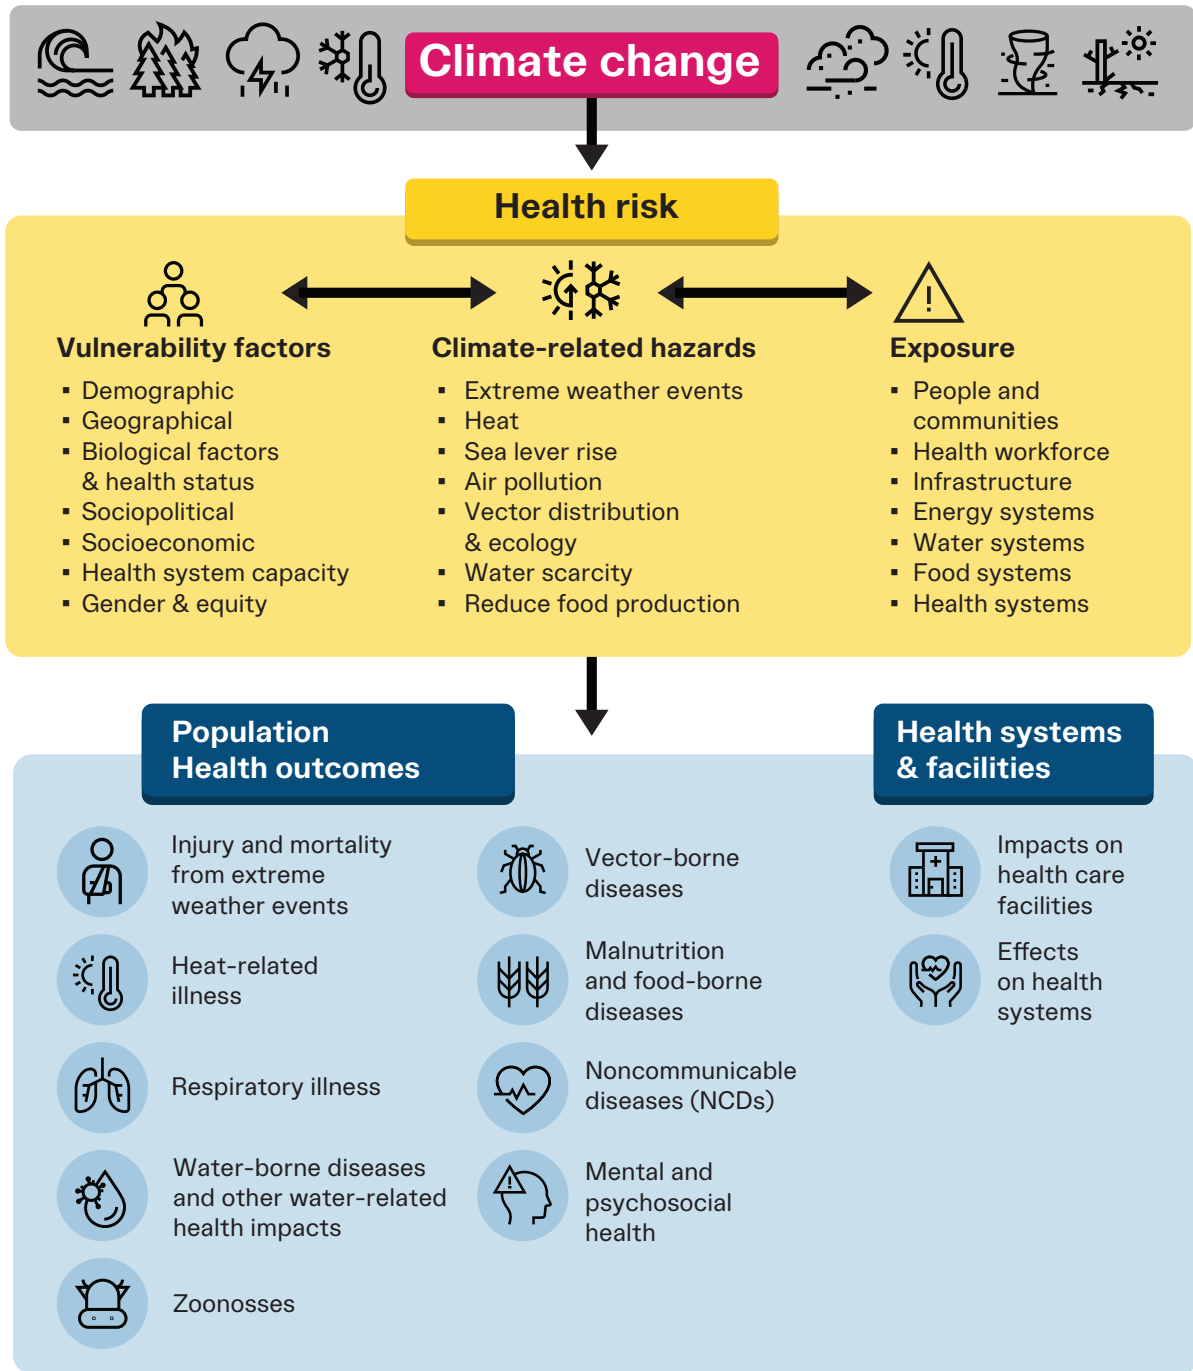 Climate change
Health risk
Vulnerability factors
▪ Demographic
▪ Geographical
▪ Biological factors
& health status
▪ Sociopolitical
▪ Socioeconomic
▪ Health system capacity
▪ Gender & equity
Climate-related hazards
▪ Extreme weather events
▪ Heat
▪ Sea lever rise
▪ Air pollution
▪ Vector distribution
& ecology
▪ Water scarcity
▪ Reduce food production
Exposure
▪ People and
communities
▪ Health workforce
▪ Infrastructure
▪ Energy systems
▪ Water systems
▪ Food systems
▪ Health systems
Population
Health outcomes
Injury and mortality
from extreme
weather events
Heat-related
illness
Respiratory illness
Water-borne diseases
and other water-related
health impacts
Zoonosses
Vector-borne
diseases
Malnutrition
and food-borne
diseases
Noncommunicable
diseases (NCDs)
Mental and
psychosocial
health
Health systems
& facilities
Impacts on
health care
facilities
Effects
on health
systems